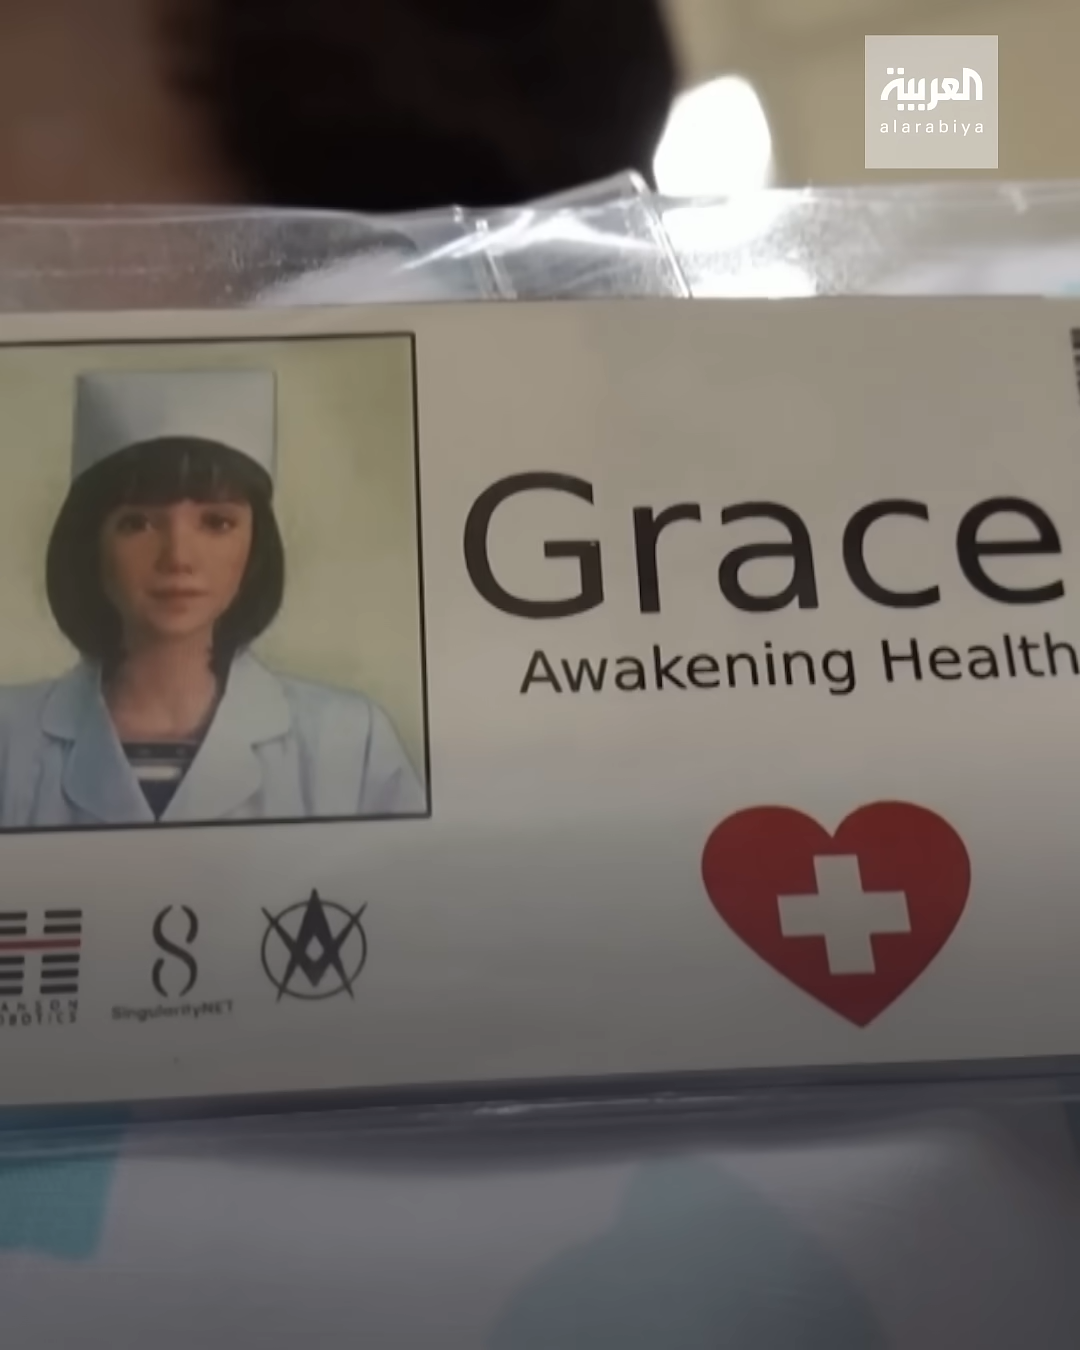 العربية
alarabiya
Grace
Awakening Health
SingularityNET